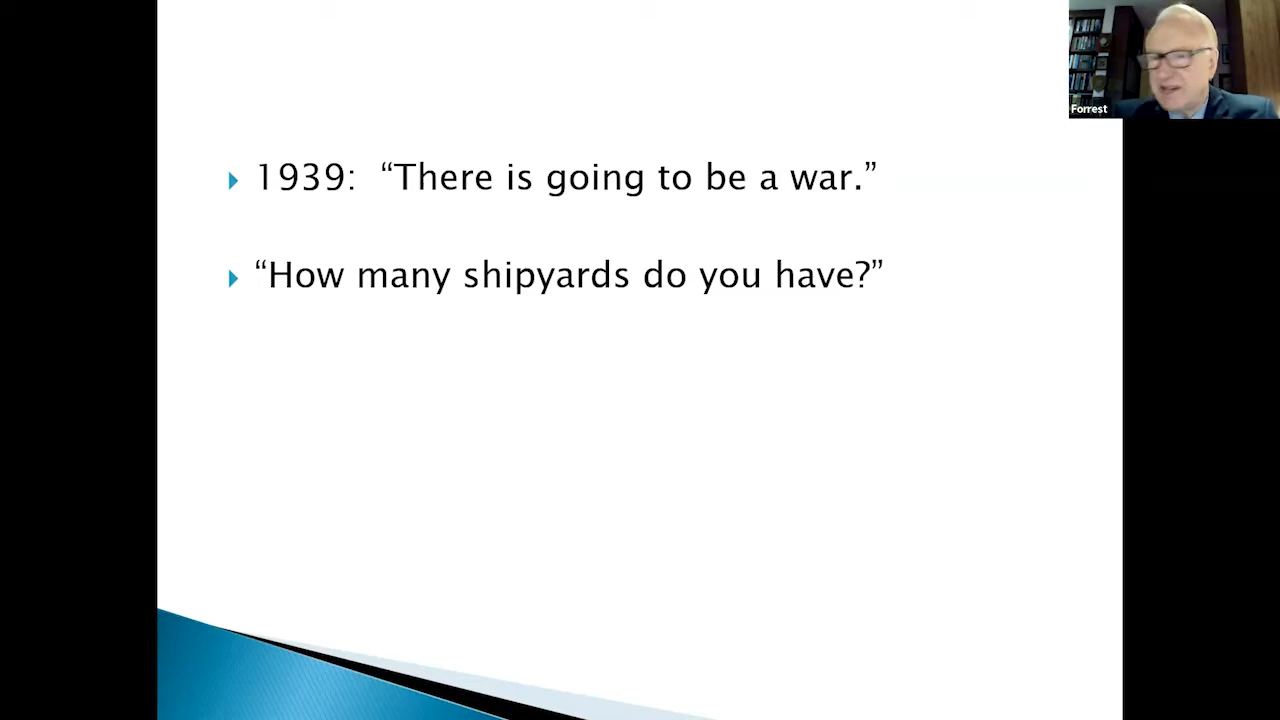 1939: “There is going to be a war.”
“How many shipyards do you have?”
Forrest